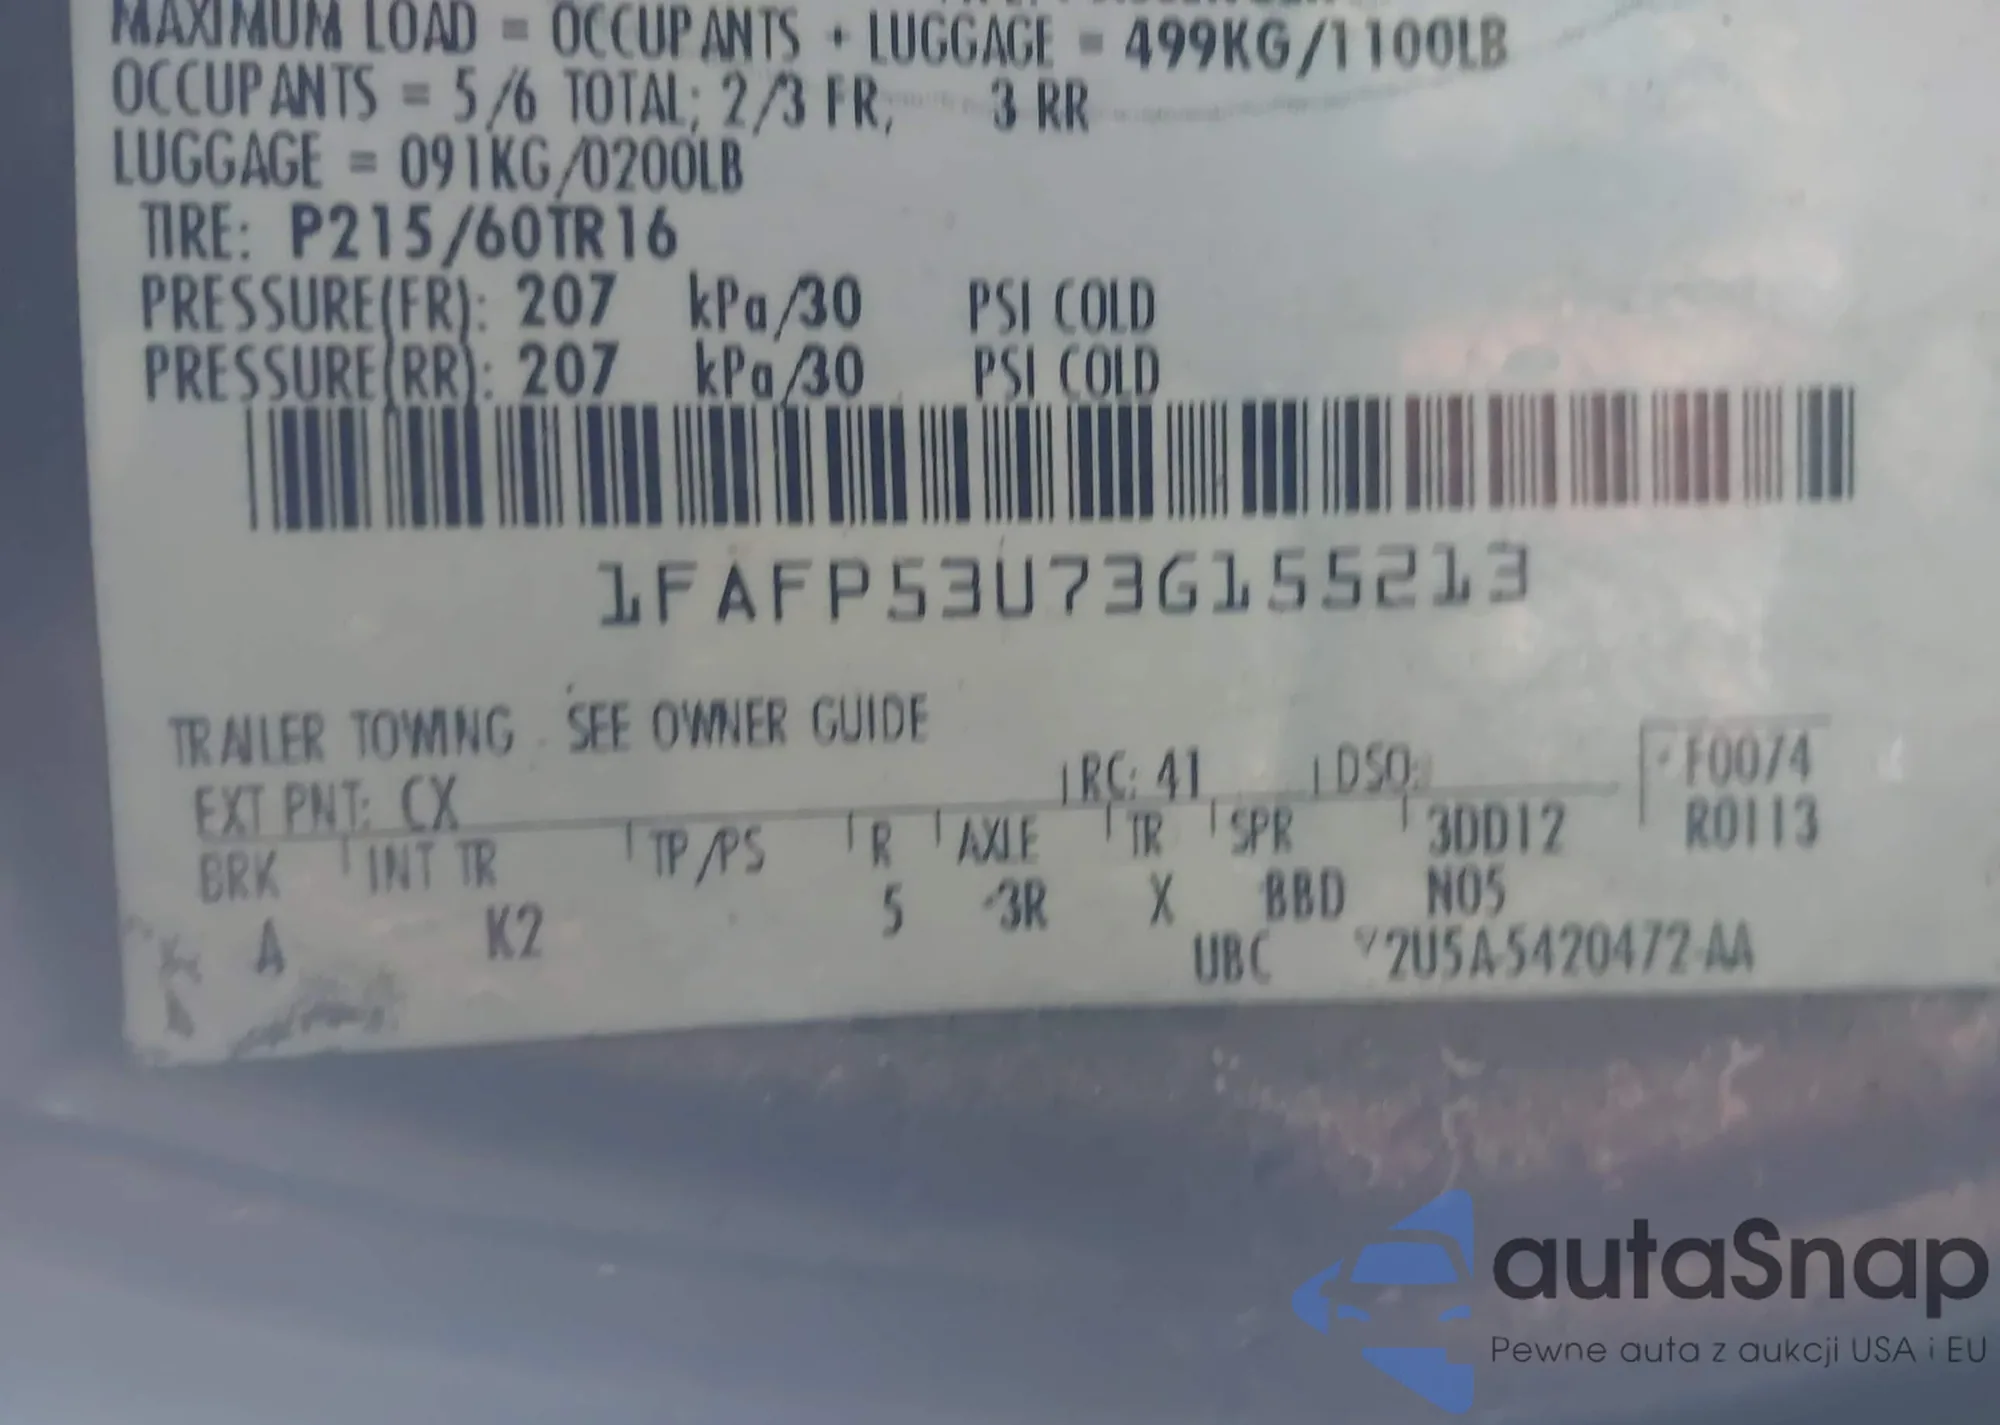 MAXIMUM LOAD = OCCUPANTS + LUGGAGE = 499KG/1100LB
OCCUPANTS = 5/6 TOTAL; 2/3 FR, 3 RR
LUGGAGE = 091KG/0200LB
TIRE: P215/60TR16
PRESSURE(FR): 207 kPa/30 PSI COLD
PRESSURE(RR): 207 kPa/30 PSI COLD
1FAFP53U73G155213
TRAILER TOWING - SEE OWNER GUIDE
EXT PNT: CX RC: 41 DSO: F0074
BRK INT TR TP/PS R AXLE TR SPR 3DD12 R0113
A K2 5 3R X BBD N05
UBC Y2U5A-5420472-AA
autaSnap
Pewne auta z aukcji USA i EU